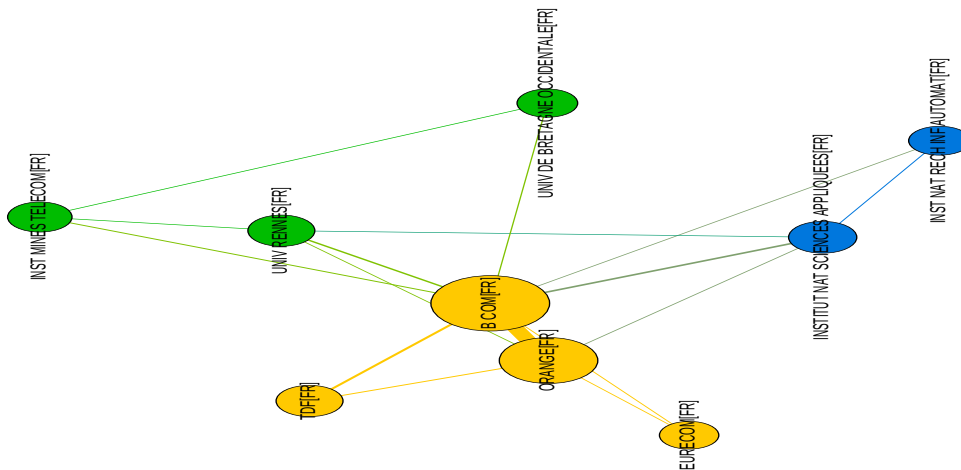 UNIV DE BRETAGNE OCCIDENTALE[FR]
INST NAT RECH INF AUTOMAT[FR]
INST MINES TELECOM[FR]
UNIV RENNES[FR]
INSTITUT NAT SCIENCES APPLIQUEES[FR]
B COM[FR]
ORANGE[FR]
TDF[FR]
EURECOM[FR]